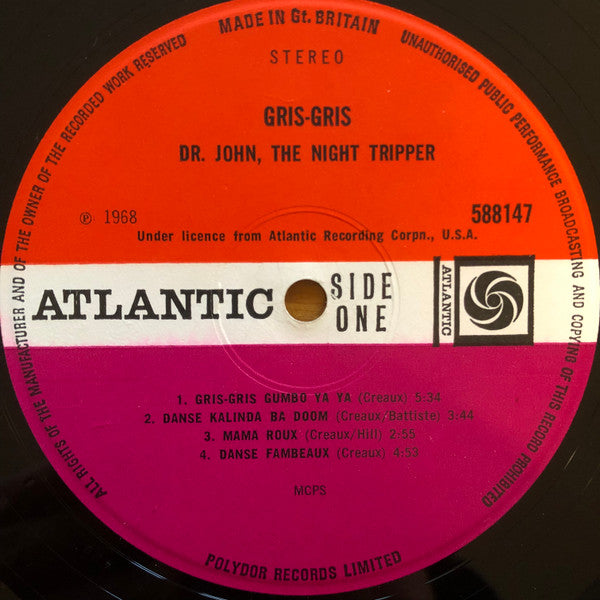 MADE IN Gt. BRITAIN
UNAUTHORISED PUBLIC PERFORMANCE BROADCASTING AND COPYING OF THIS RECORD PROHIBITED
ALL RIGHTS OF THE MANUFACTURER AND OF THE OWNER OF THE RECORDED WORK RESERVED
STEREO
GRIS-GRIS
DR. JOHN, THE NIGHT TRIPPER
℗ 1968
588147
Under licence from Atlantic Recording Corpn., U.S.A.
ATLANTIC
SIDE
ONE
ATLANTIC
1. GRIS-GRIS GUMBO YA YA (Creaux) 5:34
2. DANSE KALINDA BA DOOM (Creaux/Battiste) 3:44
3. MAMA ROUX (Creaux/Hill) 2:55
4. DANSE FAMBEAUX (Creaux) 4:53
MCPS
POLYDOR RECORDS LIMITED